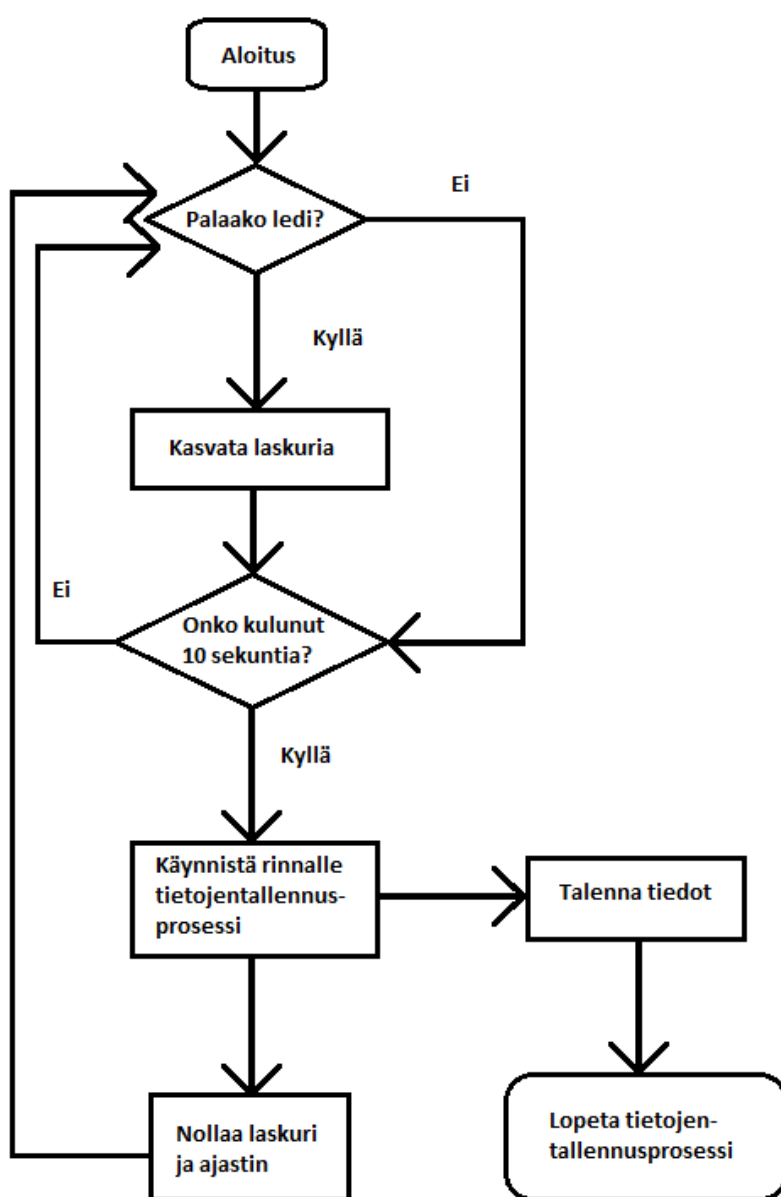 Aloitus
Palaako ledi?
Ei
Kyllä
Kasvata laskuria
Ei
Onko kulunut
10 sekuntia?
Kyllä
Käynnistä rinnalle
tietojentallennus-
prosessi
Talenna tiedot
Nollaa laskuri
ja ajastin
Lopeta tietojen-
tallennusprosessi